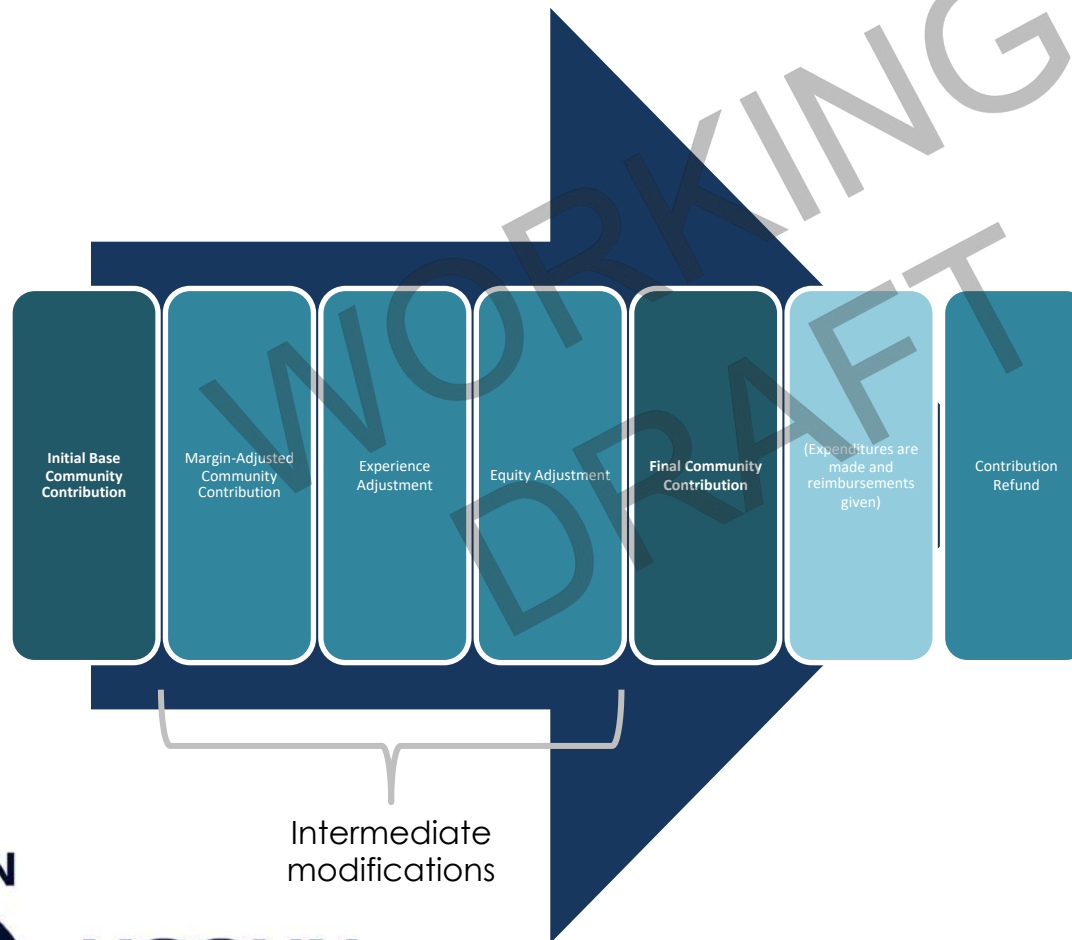 WORKING
DRAFT
Initial Base
Community
Contribution
Margin-Adjusted
Community
Contribution
Experience
Adjustment
Equity Adjustment
Final Community
Contribution
(Expenditures are
made and
reimbursements
given)
Contribution
Refund
Intermediate
modifications
N